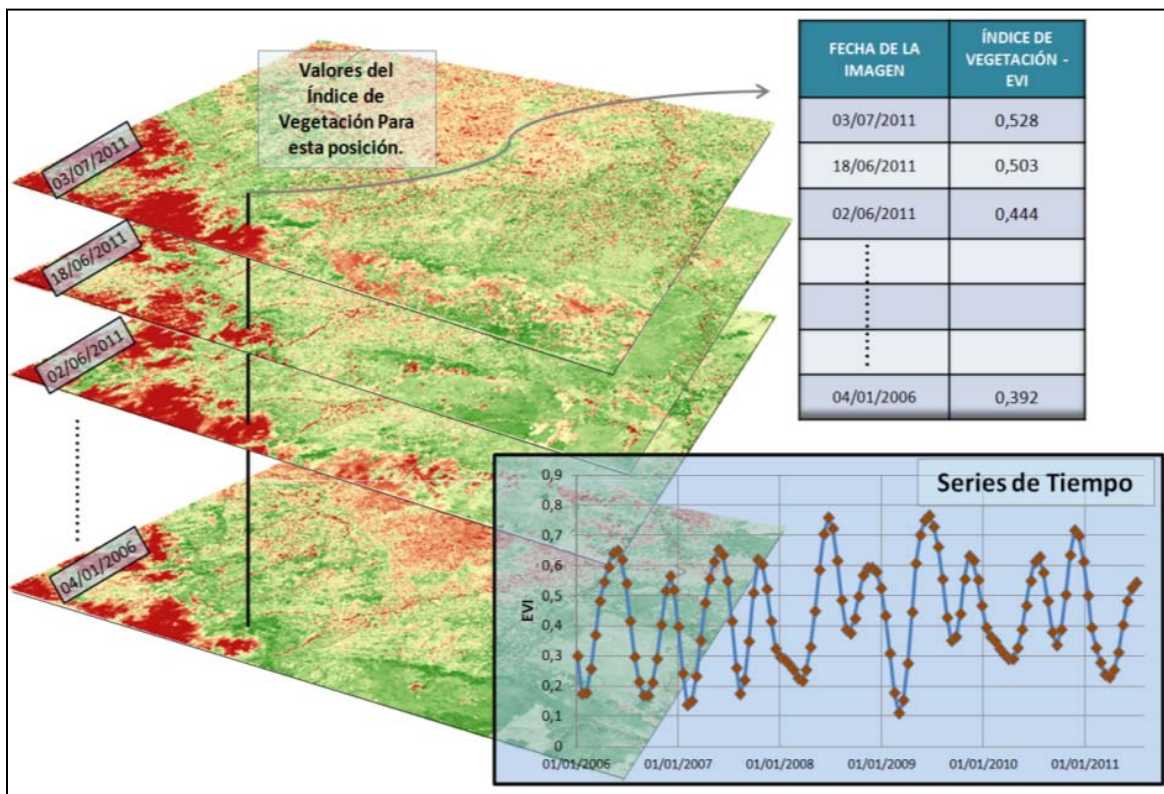 Valores del
Índice de
Vegetación Para
esta posición.
03/07/2011
18/06/2011
02/06/2011
04/01/2006
FECHA DE LA IMAGEN
ÍNDICE DE VEGETACIÓN - EVI
03/07/2011 0,528
18/06/2011 0,503
02/06/2011 0,444
04/01/2006 0,392
Series de Tiempo
EVI
0,9
0,8
0,7
0,6
0,5
0,4
0,3
0,2
0,1
0
01/01/2006 01/01/2007 01/01/2008 01/01/2009 01/01/2010 01/01/2011